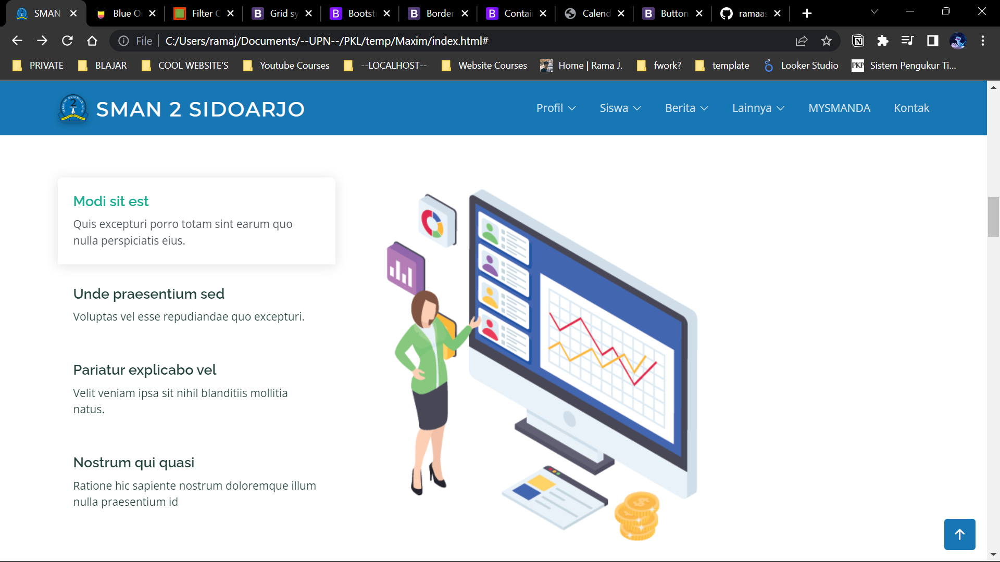 SMAN
Blue O
Filter C
Grid sy
Bootst
Border
Contai
Calend
Button
ramaas
File
C:/Users/ramaj/Documents/--UPN--/PKL/temp/Maxim/index.html#
PRIVATE
BLAJAR
COOL WEBSITE'S
Youtube Courses
--LOCALHOST--
Website Courses
Home | Rama J.
fwork?
template
Looker Studio
PKP
Sistem Pengukur Ti...
2
SMAN 2 SIDOARJO
Profil
Siswa
Berita
Lainnya
MYSMANDA
Kontak
Modi sit est
Quis excepturi porro totam sint earum quo
nulla perspiciatis eius.
Unde praesentium sed
Voluptas vel esse repudiandae quo excepturi.
Pariatur explicabo vel
Velit veniam ipsa sit nihil blanditiis mollitia
natus.
Nostrum qui quasi
Ratione hic sapiente nostrum doloremque illum
nulla praesentium id